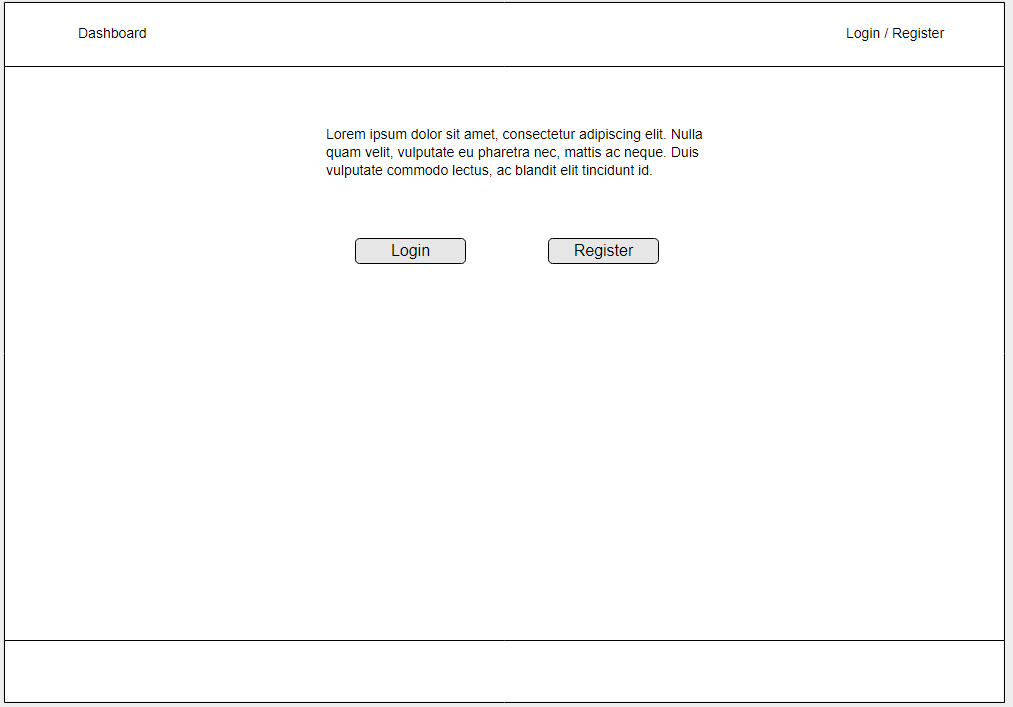 Dashboard
Login / Register
Lorem ipsum dolor sit amet, consectetur adipiscing elit. Nulla
quam velit, vulputate eu pharetra nec, mattis ac neque. Duis
vulputate commodo lectus, ac blandit elit tincidunt id.
Login
Register